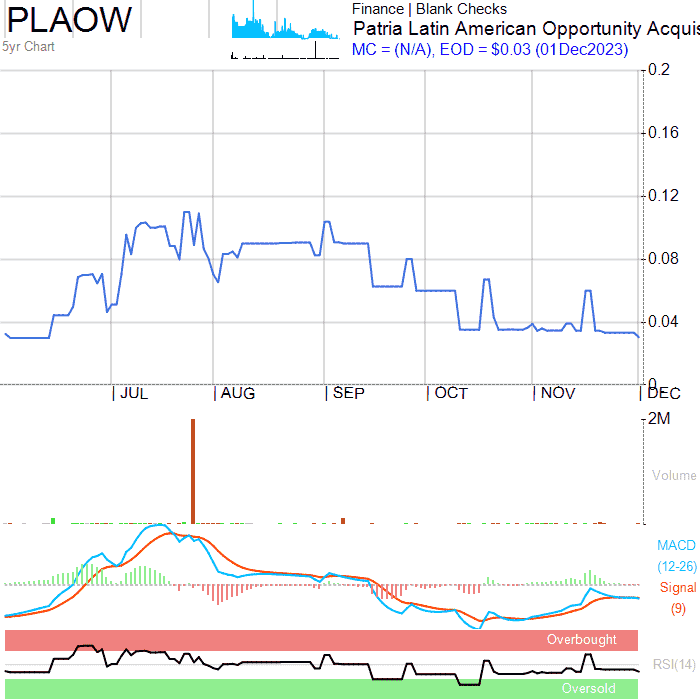 PLAOW
5yr Chart
Finance | Blank Checks
Patria Latin American Opportunity Acquis
MC = (N/A), EOD = $0.03 (01Dec2023)
0.2
0.16
0.12
0.08
0.04
0
| JUL | AUG | SEP | OCT | NOV | DEC
2M
Volume
MACD
(12-26)
Signal
(9)
Overbought
RSI(14)
Oversold